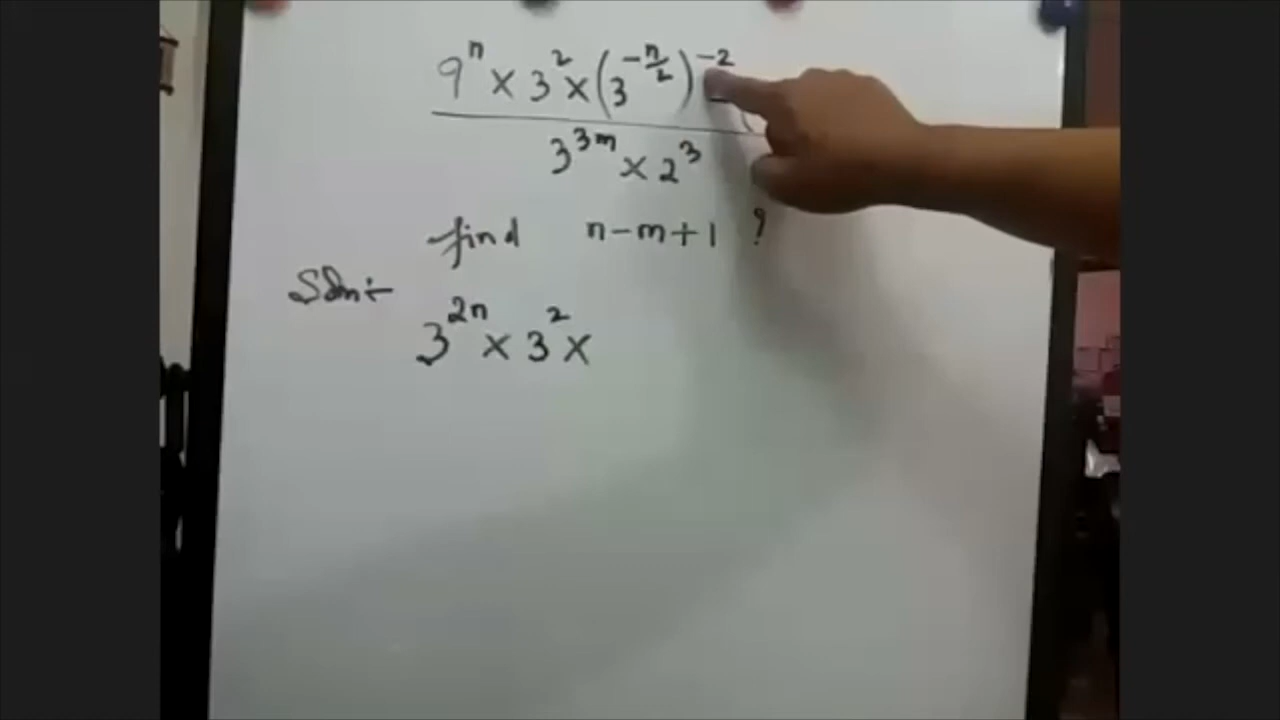 9^n × 3^2 × (3^{-n/2})^{-2}
3^{3m} × 2^3
find n-m+1 ?
Soln:-
3^{2n} × 3^2 ×